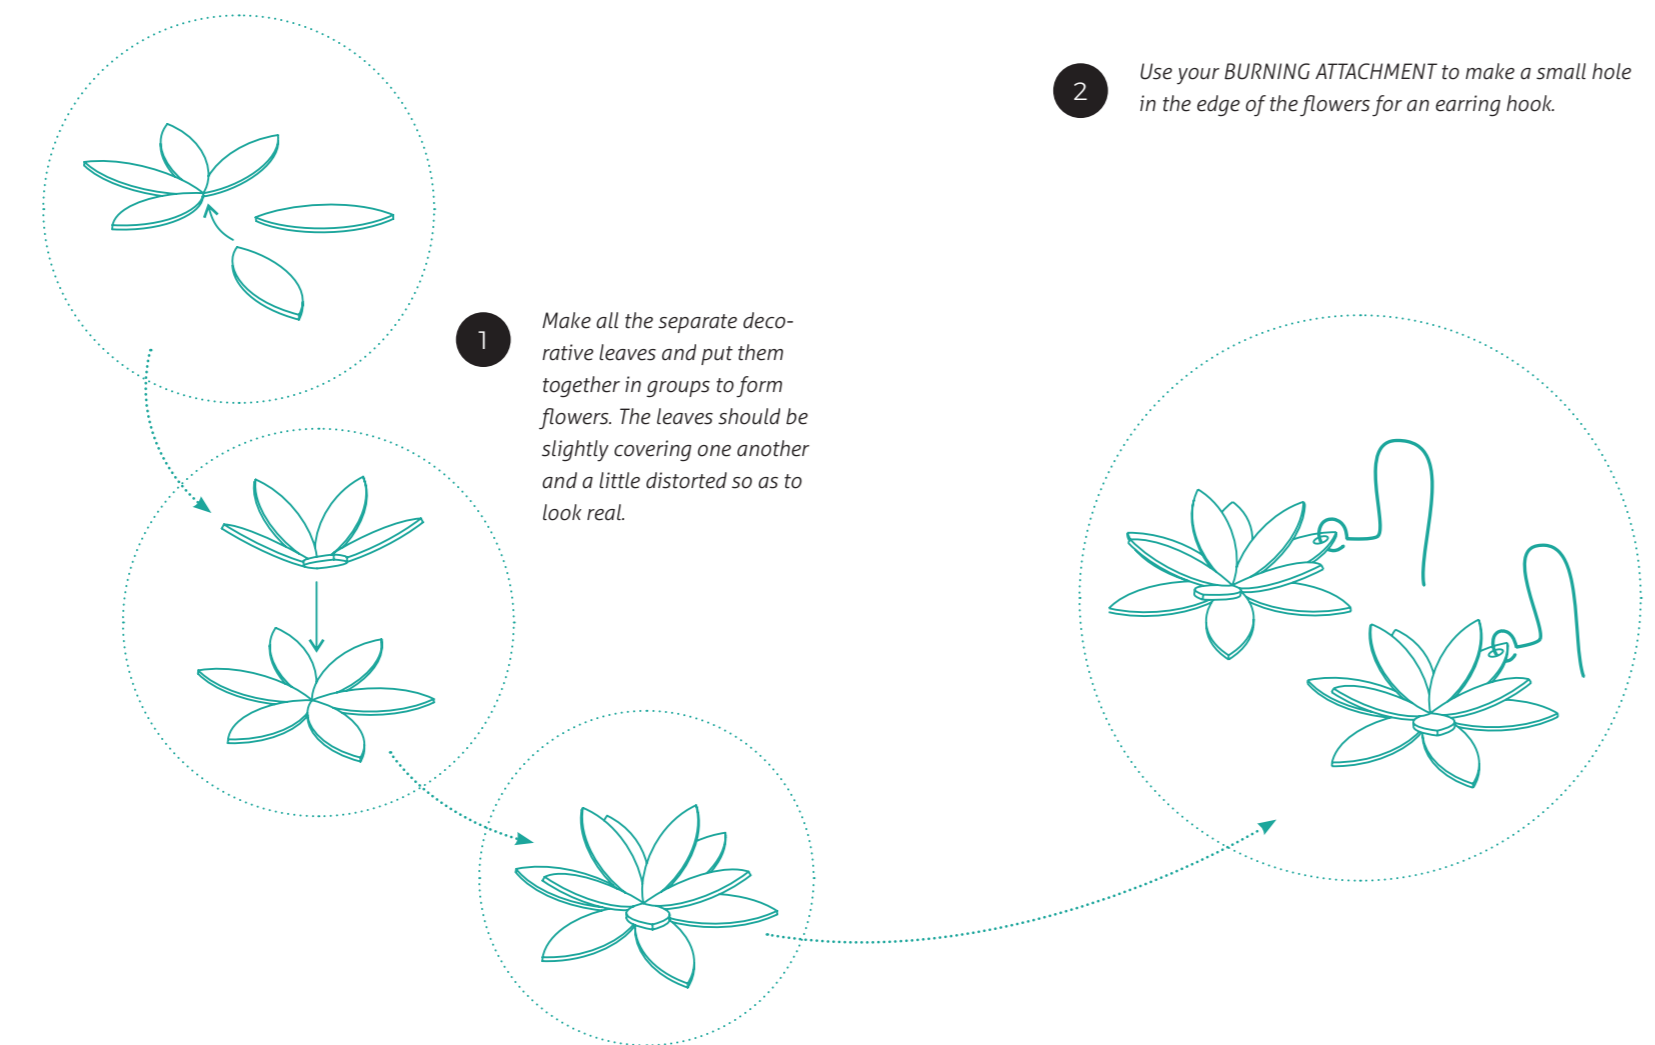 1
Make all the separate deco-
rative leaves and put them
together in groups to form
flowers. The leaves should be
slightly covering one another
and a little distorted so as to
look real.
2
Use your BURNING ATTACHMENT to make a small hole
in the edge of the flowers for an earring hook.